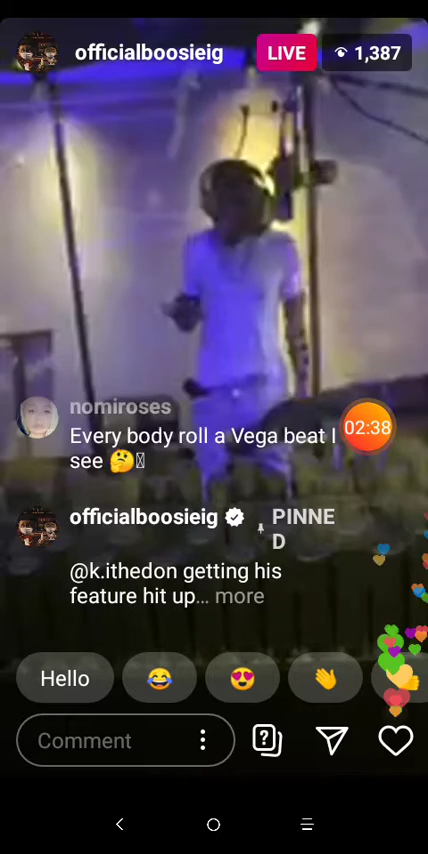 officialboosieig LIVE 1,387
nomiroses
Every body roll a Vega beat I
see 🤔
02:38
officialboosieig PINNE
D
@k.ithedon getting his
feature hit up... more
Hello 😂 😍 👋
Comment